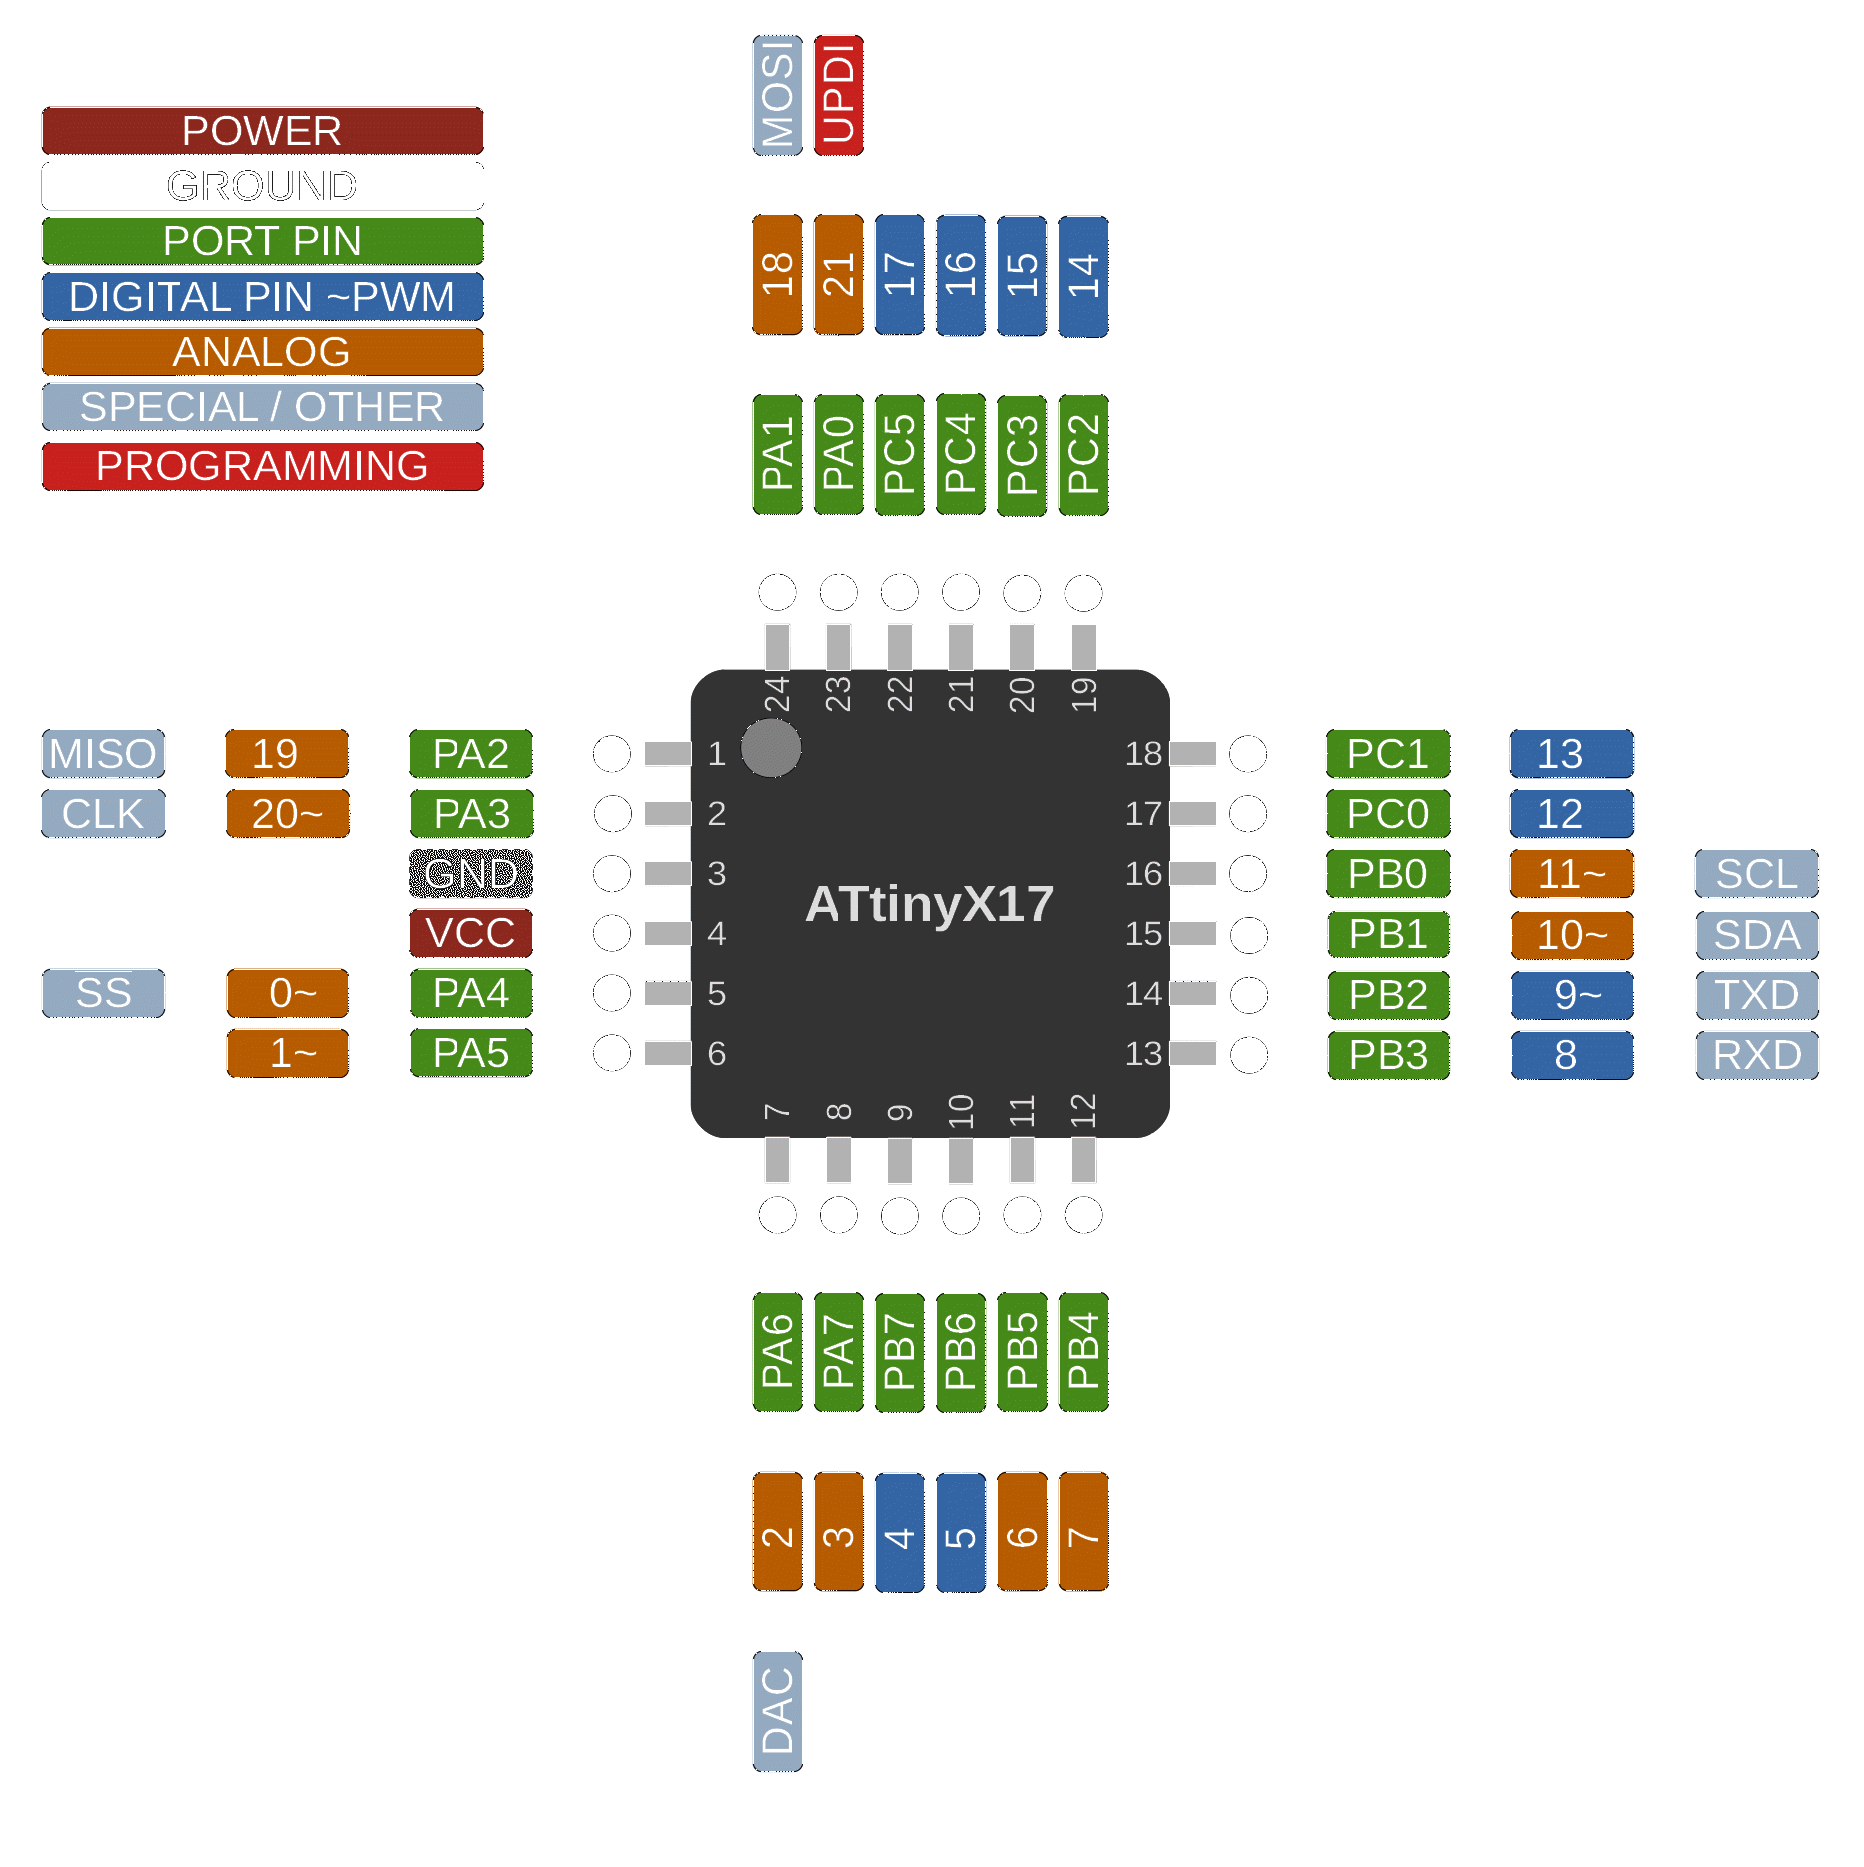 MOSI UPDI
POWER
GROUND
PORT PIN
DIGITAL PIN ~PWM
ANALOG
SPECIAL / OTHER
PROGRAMMING
18 21 17 16 15 14
PA1 PA0 PC5 PC4 PC3 PC2
24 23 22 21 20 19
MISO 19 PA2 1 18 PC1 13
CLK 20~ PA3 2 17 PC0 12
GND 3 16 PB0 11~ SCL
ATtinyX17
VCC 4 15 PB1 10~ SDA
SS 0~ PA4 5 14 PB2 9~ TXD
1~ PA5 6 13 PB3 8 RXD
7 8 9 10 11 12
PA6 PA7 PB7 PB6 PB5 PB4
2 3 4 5 6 7
DAC